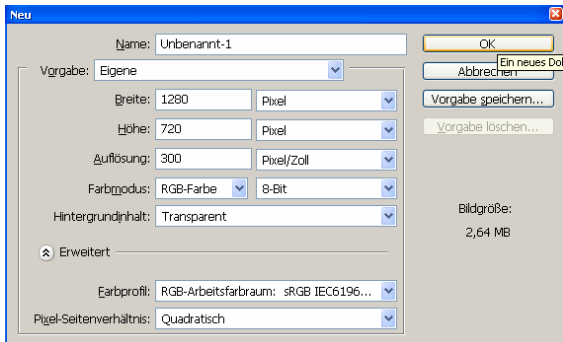 Neu
Name: Unbenannt-1
OK
Ein neues Dol
Vorgabe: Eigene
Abbrechen
Breite: 1280 Pixel
Vorgabe speichern...
Höhe: 720 Pixel
Vorgabe löschen...
Auflösung: 300 Pixel/Zoll
Farbmodus: RGB-Farbe 8-Bit
Hintergrundinhalt: Transparent
Bildgröße:
2,64 MB
Erweitert
Farbprofil: RGB-Arbeitsfarbraum: sRGB IEC6196...
Pixel-Seitenverhältnis: Quadratisch